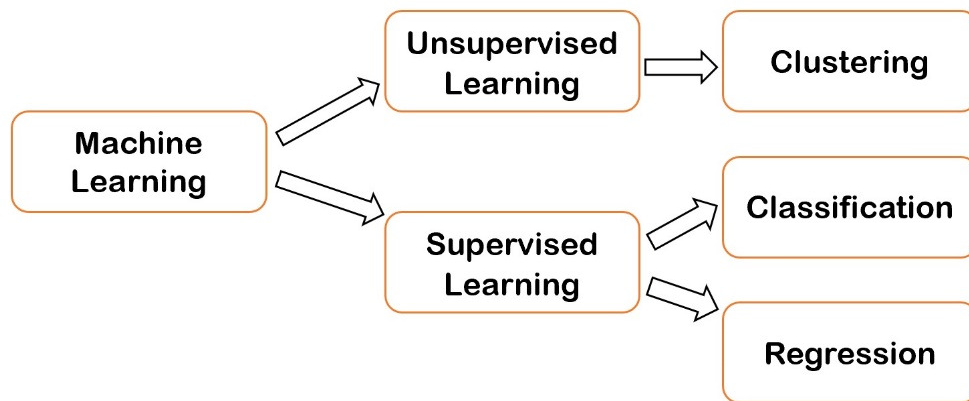 Machine
Learning
Unsupervised
Learning
Clustering
Supervised
Learning
Classification
Regression